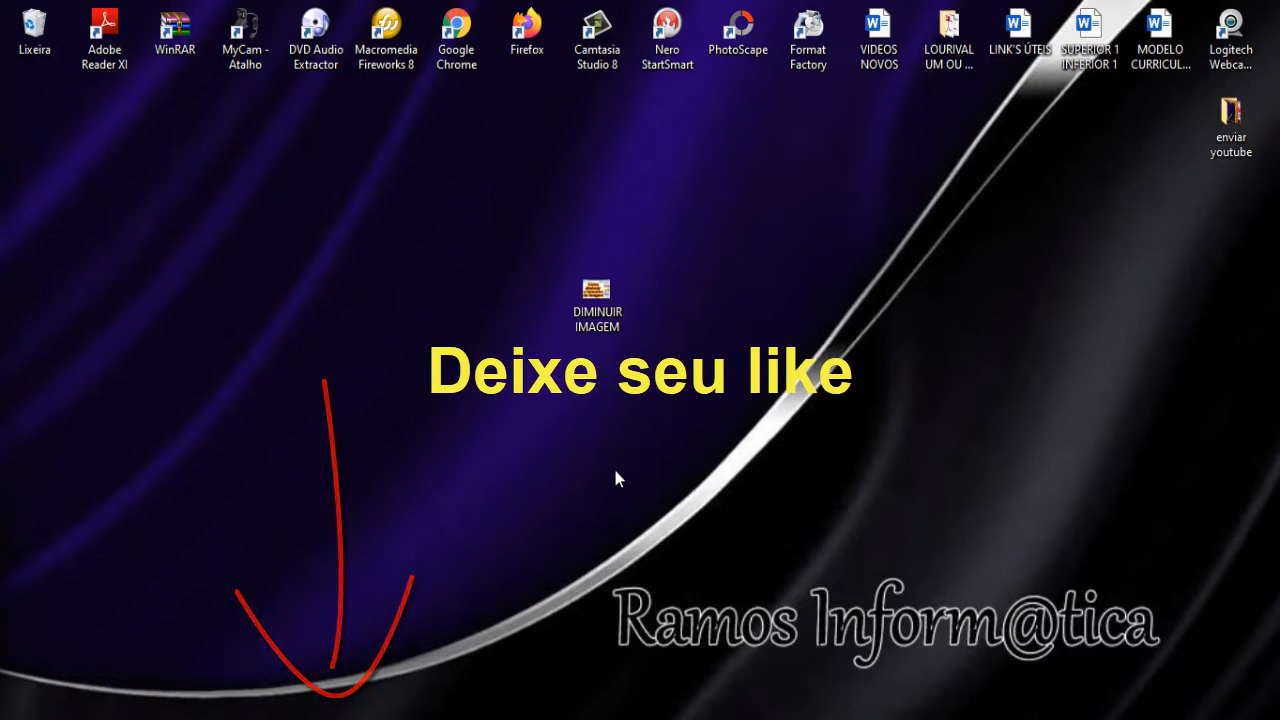 Lixeira
Adobe
Reader XI
WinRAR
MyCam -
Atalho
DVD Audio
Extractor
Macromedia
Fireworks 8
Google
Chrome
Firefox
Camtasia
Studio 8
Nero
StartSmart
PhotoScape
Format
Factory
VIDEOS
NOVOS
LOURIVAL
UM OU ...
LINK'S ÚTEIS
SUPERIOR 1
INFERIOR 1
MODELO
CURRICUL...
Logitech
Webca...
enviar
youtube
DIMINUIR
IMAGEM
Deixe seu like
Ramos Inform@tica